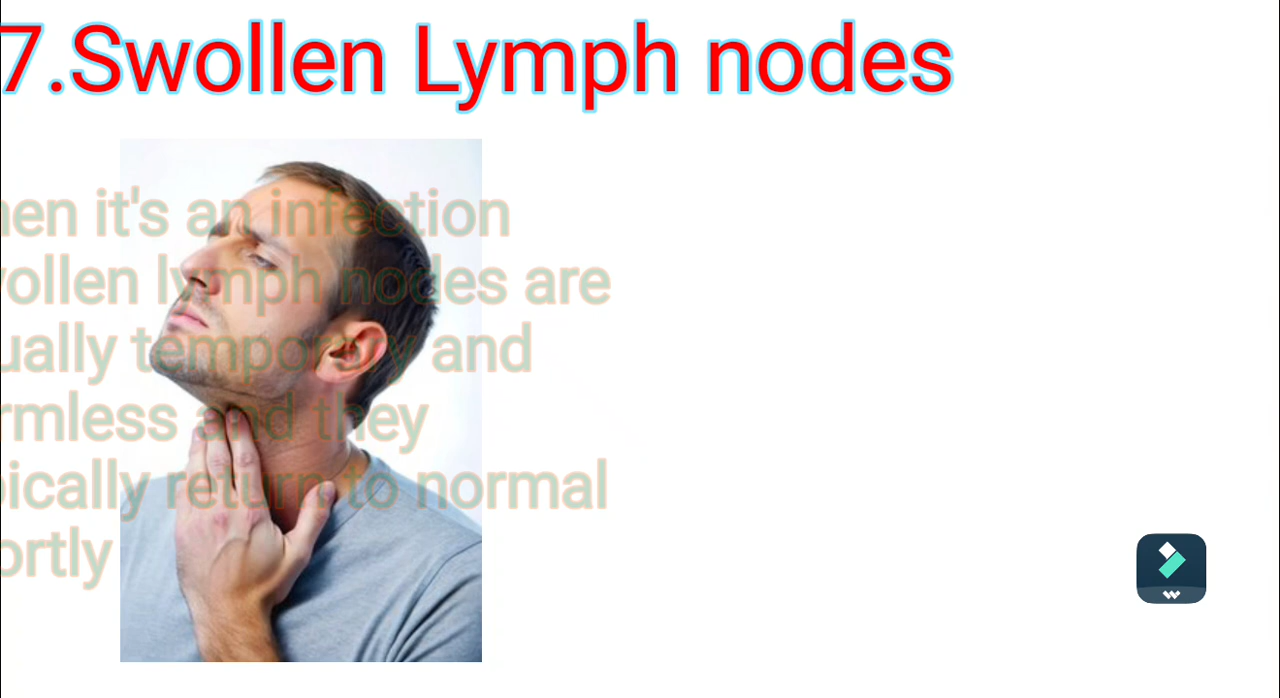 7.Swollen Lymph nodes
hen it's an infection
ollen lymph nodes are
ually temporary and
rmless and they
ically return to normal
ortly